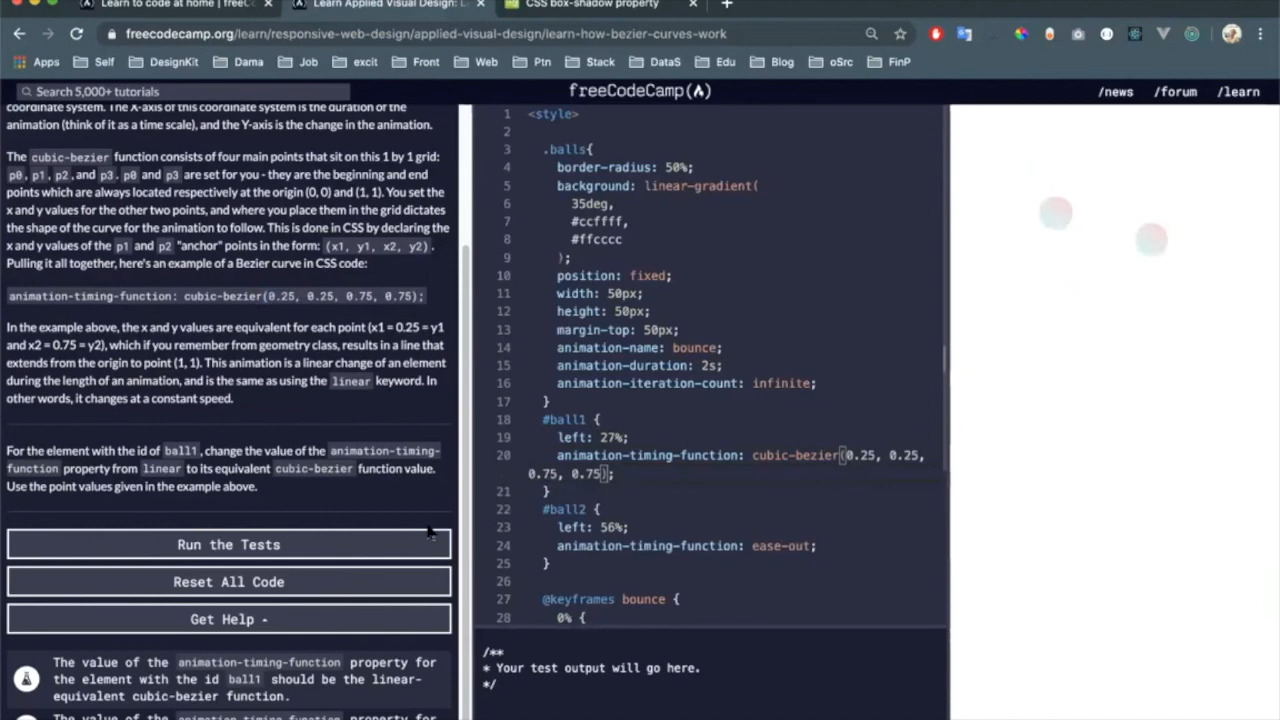 Learn to code at home | freeC
Learn Applied Visual Design: L
CSS box-shadow property
freecodecamp.org/learn/responsive-web-design/applied-visual-design/learn-how-bezier-curves-work
Apps Self DesignKit Dama Job excit Front Web Ptn Stack DataS Edu Blog oSrc FinP
Search 5,000+ tutorials
freeCodeCamp
/news /forum /learn
coordinate system. The X-axis of this coordinate system is the duration of the
animation (think of it as a time scale), and the Y-axis is the change in the animation.
The cubic-bezier function consists of four main points that sit on this 1 by 1 grid:
p0, p1, p2,and p3. p0 and p3 are set for you - they are the beginning and end
points which are always located respectively at the origin (0, 0) and (1, 1). You set the
x and y values for the other two points, and where you place them in the grid dictates
the shape of the curve for the animation to follow. This is done in CSS by declaring the
x and y values of the p1 and p2 "anchor" points in the form: (x1, y1, x2, y2).
Pulling it all together, here's an example of a Bezier curve in CSS code:
animation-timing-function: cubic-bezier(0.25, 0.25, 0.75, 0.75);
In the example above, the x and y values are equivalent for each point (x1 = 0.25 = y1
and x2 = 0.75 = y2), which if you remember from geometry class, results in a line that
extends from the origin to point (1, 1). This animation is a linear change of an element
during the length of an animation, and is the same as using the linear keyword. In
other words, it changes at a constant speed.
For the element with the id of ball1, change the value of the animation-timing-
function property from linear to its equivalent cubic-bezier function value.
Use the point values given in the example above.
Run the Tests
Reset All Code
Get Help
The value of the animation-timing-function property for
the element with the id ball1 should be the linear-
equivalent cubic-bezier function.
The value of the animation-timing-function property for
1 <style>
2
3 .balls{
4 border-radius: 50%;
5 background: linear-gradient(
6 35deg,
7 #ccffff,
8 #ffcccc
9 );
10 position: fixed;
11 width: 50px;
12 height: 50px;
13 margin-top: 50px;
14 animation-name: bounce;
15 animation-duration: 2s;
16 animation-iteration-count: infinite;
17 }
18 #ball1 {
19 left: 27%;
20 animation-timing-function: cubic-bezier(0.25, 0.25,
0.75, 0.75);
21 }
22 #ball2 {
23 left: 56%;
24 animation-timing-function: ease-out;
25 }
26
27 @keyframes bounce {
28 0% {
/**
* Your test output will go here.
*/